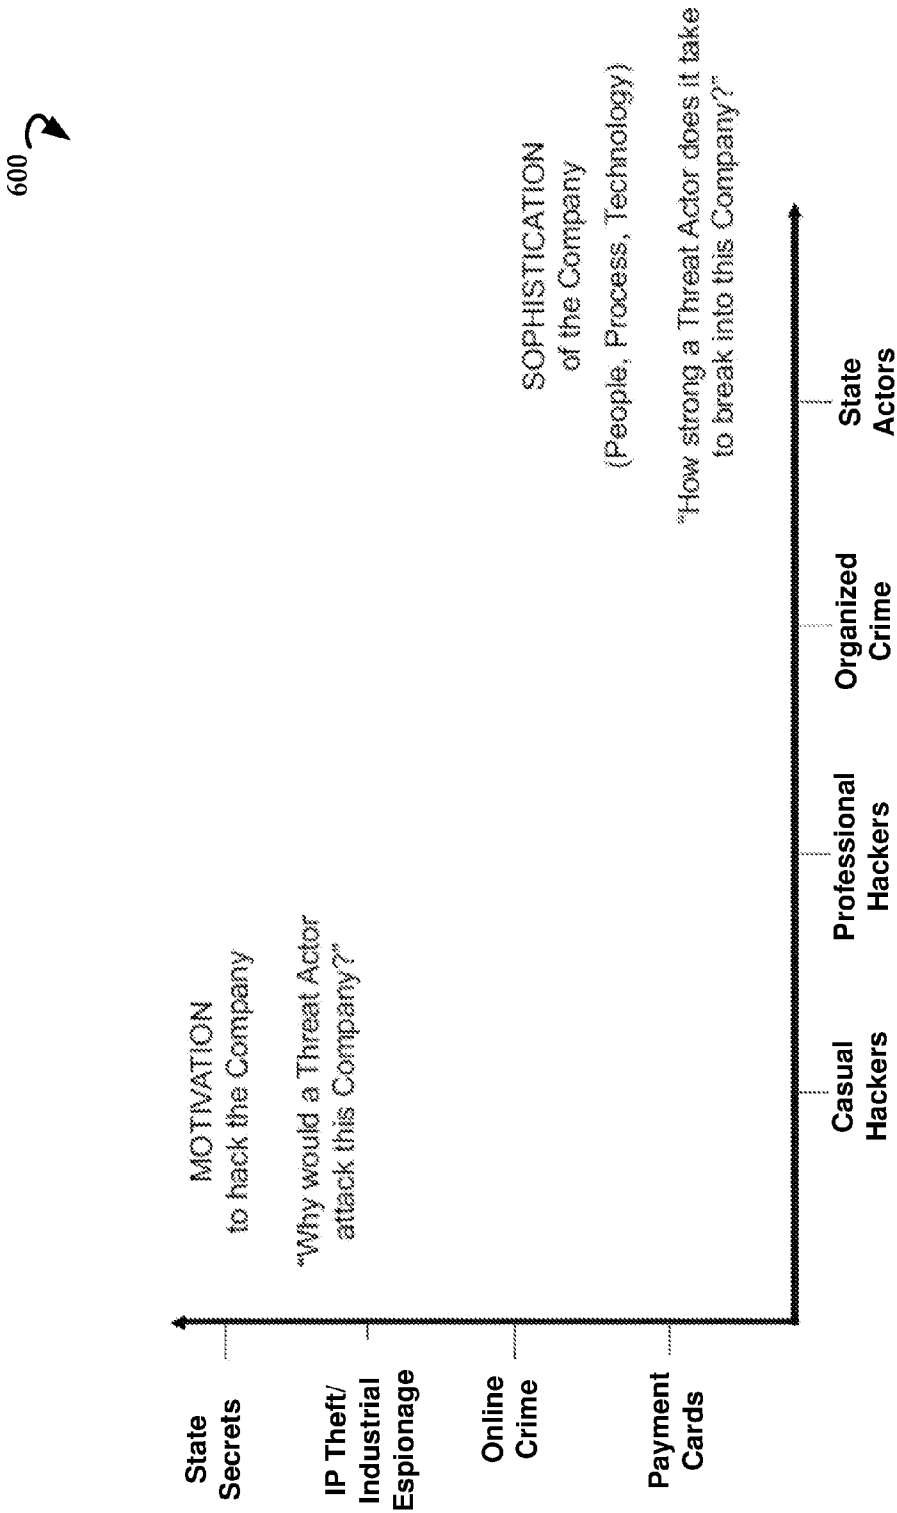 600
MOTIVATION
to hack the Company
“Why would a Threat Actor
attack this Company?”
SOPHISTICATION
of the Company
(People, Process, Technology)
“How strong a Threat Actor does it take
to break into this Company?”
State
Secrets
IP Theft/
Industrial
Espionage
Online
Crime
Payment
Cards
Casual
Hackers
Professional
Hackers
Organized
Crime
State
Actors